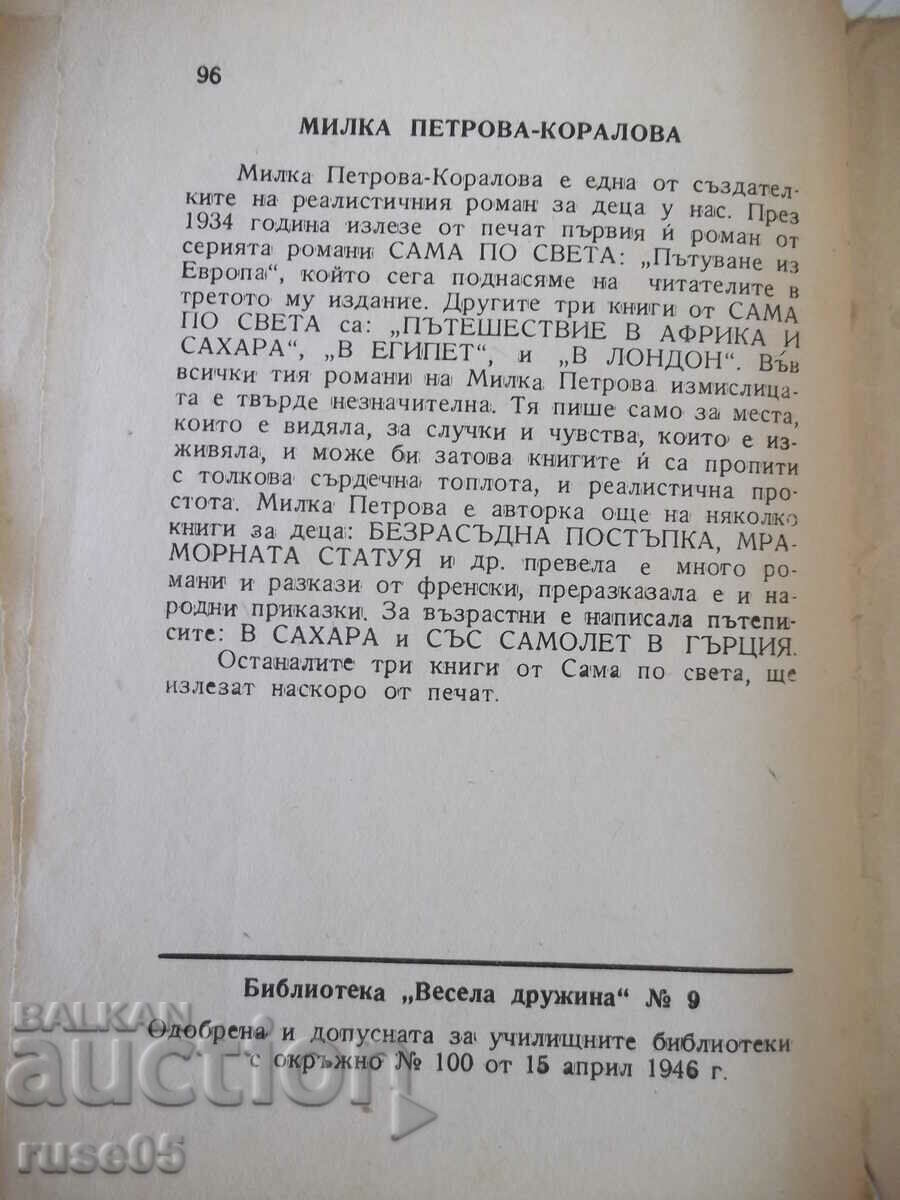 96
МИЛКА ПЕТРОВА-КОРАЛОВА
Милка Петрова-Коралова е една от създател-
ките на реалистичния роман за деца у нас. През
1934 година излезе от печат първия ѝ роман от
серията романи САМА ПО СВЕТА: „Пътуване из
Европа“, който сега поднасяме на читателите в
третото му издание. Другите три книги от САМА
ПО СВЕТА са: „ПЪТЕШЕСТВИЕ В АФРИКА И
САХАРА“, „В ЕГИПЕТ“, и „В ЛОНДОН“. Във
всички тия романи на Милка Петрова измислица-
та е твърде незначителна. Тя пише само за места,
които е видяла, за случки и чувства, които е из-
живяла, и може би затова книгите ѝ са пропити
с толкова сърдечна топлота, и реалистична про-
стота. Милка Петрова е авторка още на няколко
книги за деца: БЕЗРАСЪДНА ПОСТЪПКА, МРА-
МОРНАТА СТАТУЯ и др. превела е много ро-
мани и разкази от френски, преразказала е и на-
родни приказки. За възрастни е написала пътепи-
сите: В САХАРА и СЪС САМОЛЕТ В ГЪРЦИЯ.
Останалите три книги от Сама по света, ще
излезат наскоро от печат.
Библиотека „Весела дружина“ № 9
Одобрена и допусната за училищните библиотеки
с окръжно № 100 от 15 април 1946 г.
BALKAN
auction
ruse05